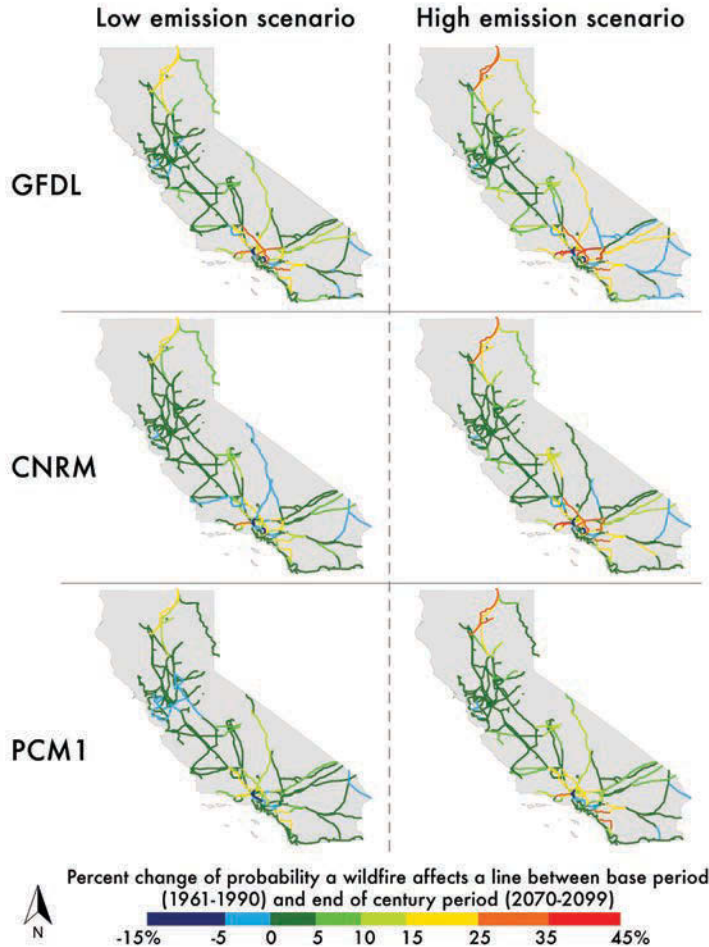 Low emission scenario High emission scenario
GFDL
CNRM
PCM1
Percent change of probability a wildfire affects a line between base period
(1961-1990) and end of century period (2070-2099)
N
-15% -5 0 5 10 15 25 35 45%